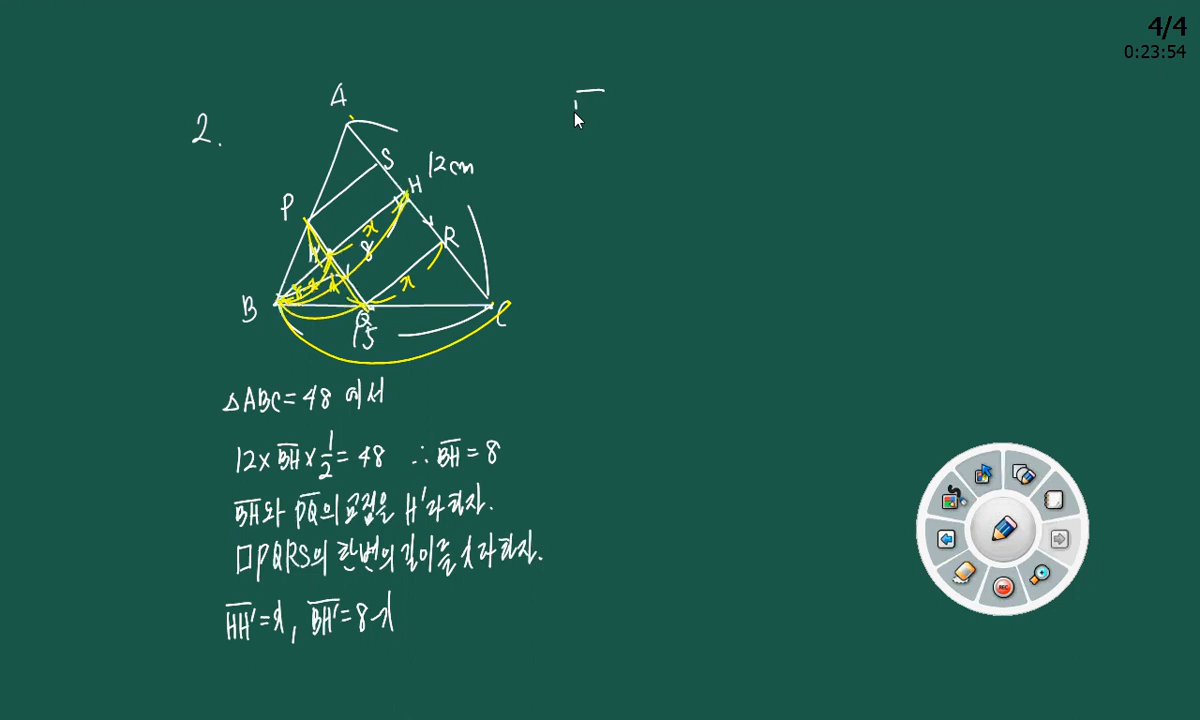 4/4
0:23:54
2.
A
S
12cm
H
P
R
x
8
x
B
Q
C
15
△ABC=48 에서
12×BH×1/2=48 ∴BH=8
BH와 PQ의 교점을 H'라 하자.
□PQRS의 한변의 길이를 x라 하자.
HH'=x, BH'=8-x
REC